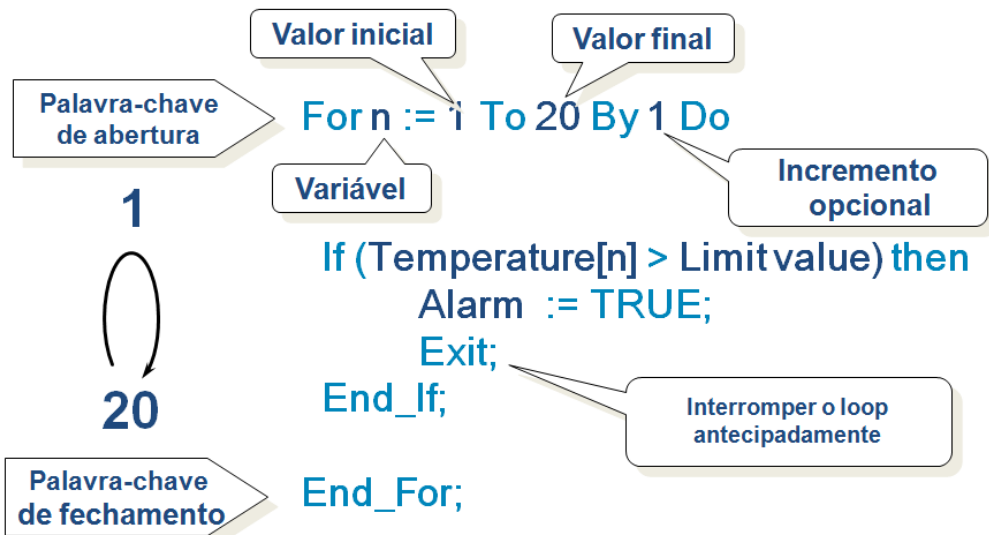 Valor inicial
Valor final
Palavra-chave
de abertura
For n := 1 To 20 By 1 Do
Variável
Incremento
opcional
1
If (Temperature[n] > Limit value) then
Alarm := TRUE;
Exit;
20
End_If;
Interromper o loop
antecipadamente
Palavra-chave
de fechamento
End_For;